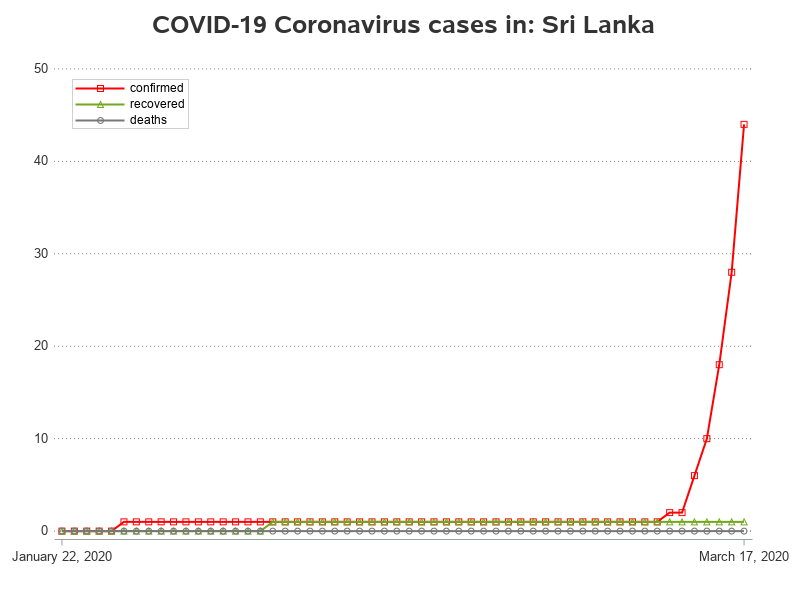 COVID-19 Coronavirus cases in: Sri Lanka
50
confirmed
recovered
deaths
40
30
20
10
0
January 22, 2020
March 17, 2020